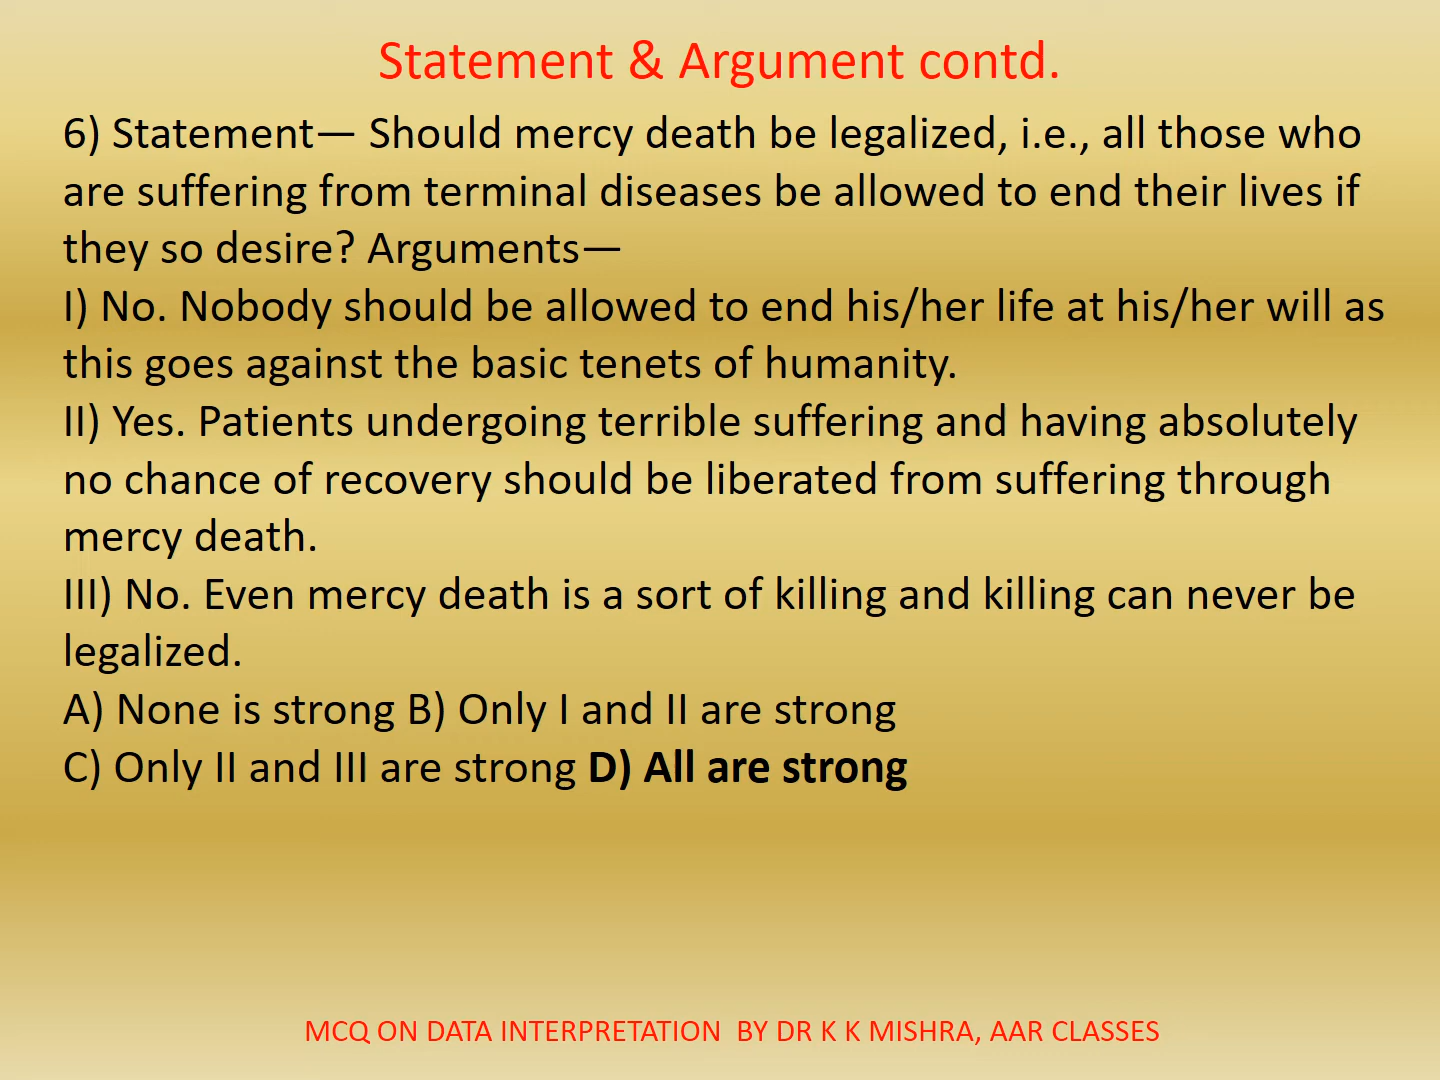 Statement & Argument contd.
6) Statement— Should mercy death be legalized, i.e., all those who
are suffering from terminal diseases be allowed to end their lives if
they so desire? Arguments—
I) No. Nobody should be allowed to end his/her life at his/her will as
this goes against the basic tenets of humanity.
II) Yes. Patients undergoing terrible suffering and having absolutely
no chance of recovery should be liberated from suffering through
mercy death.
III) No. Even mercy death is a sort of killing and killing can never be
legalized.
A) None is strong B) Only I and II are strong
C) Only II and III are strong D) All are strong
MCQ ON DATA INTERPRETATION  BY DR K K MISHRA, AAR CLASSES